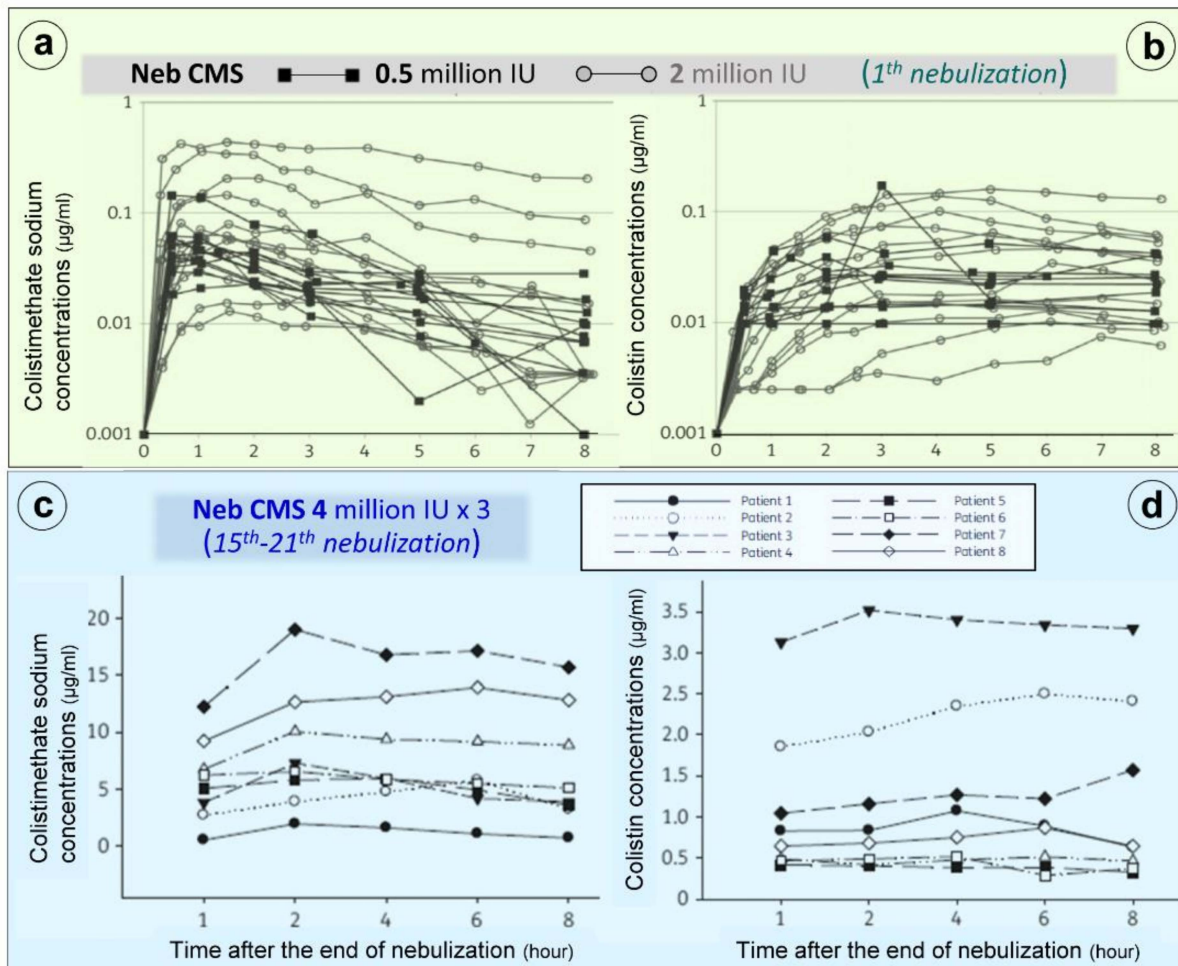 a
b
Neb CMS 0.5 million IU 2 million IU (1th nebulization)
Colistimethate sodium
concentrations (µg/ml)
1
0.1
0.01
0.001
0 1 2 3 4 5 6 7 8
Colistin concentrations (µg/ml)
1
0.1
0.01
0.001
0 1 2 3 4 5 6 7 8
c
d
Neb CMS 4 million IU x 3
(15th-21th nebulization)
Patient 1
Patient 2
Patient 3
Patient 4
Patient 5
Patient 6
Patient 7
Patient 8
Colistimethate sodium
concentrations (µg/ml)
20
15
10
5
0
1 2 4 6 8
Time after the end of nebulization (hour)
Colistin concentrations (µg/ml)
3.5
3.0
2.5
2.0
1.5
1.0
0.5
0
1 2 4 6 8
Time after the end of nebulization (hour)